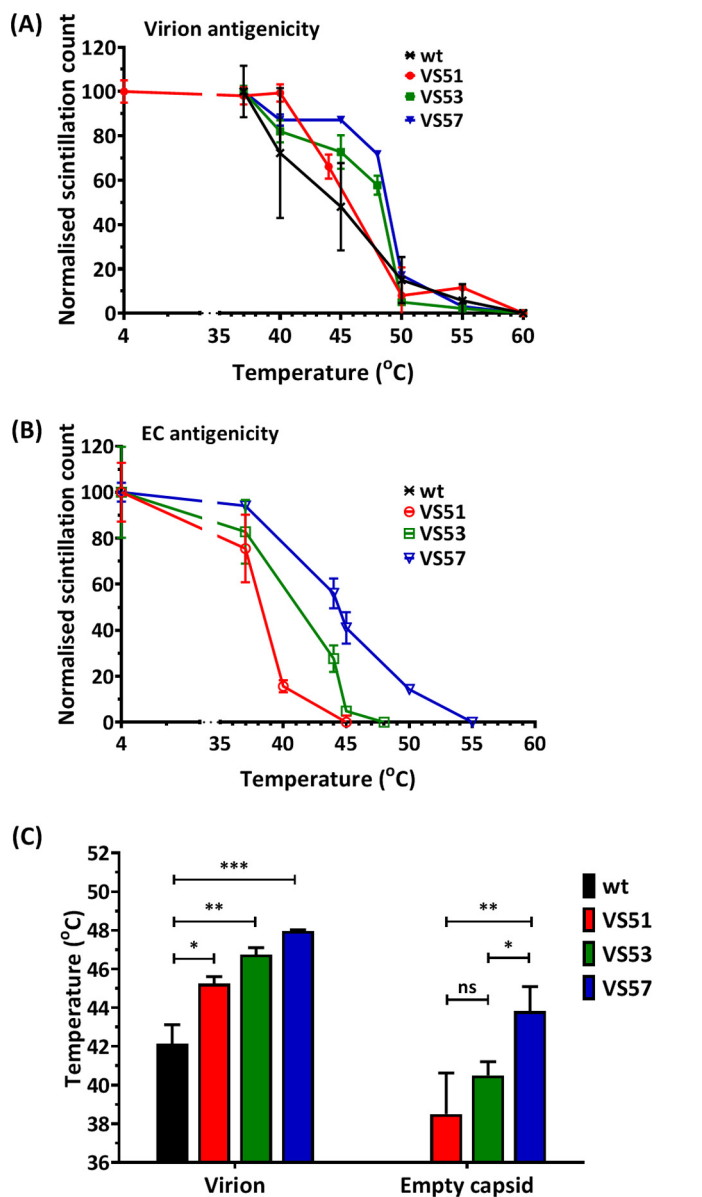 (A)
Virion antigenicity
Normalised scintillation count
120
100
80
60
40
20
0
wt
VS51
VS53
VS57
4 35 40 45 50 55 60
Temperature (°C)
(B)
EC antigenicity
Normalised scintillation count
120
100
80
60
40
20
0
wt
VS51
VS53
VS57
4 35 40 45 50 55 60
Temperature (°C)
(C)
Temperature (°C)
52
50
48
46
44
42
40
38
36
***
**
*
**
*
ns
wt
VS51
VS53
VS57
Virion Empty capsid